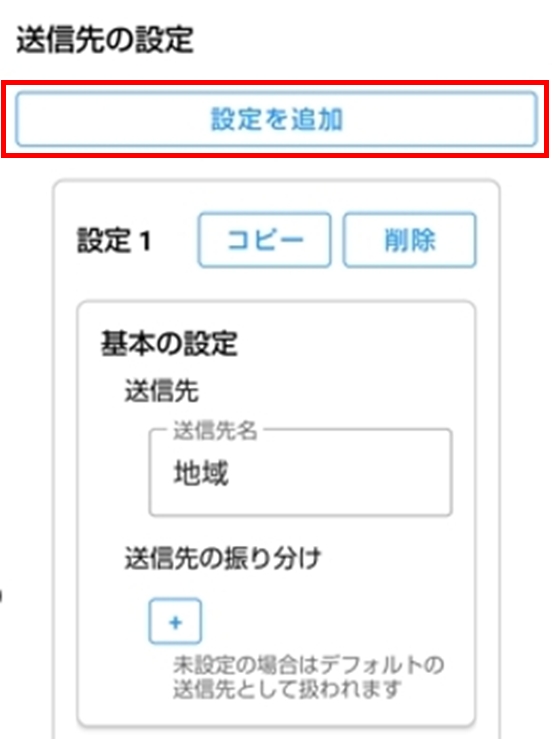 送信先の設定
設定を追加
設定 1
コピー
削除
基本の設定
送信先
送信先名
地域
送信先の振り分け
+
未設定の場合はデフォルトの
送信先として扱われます